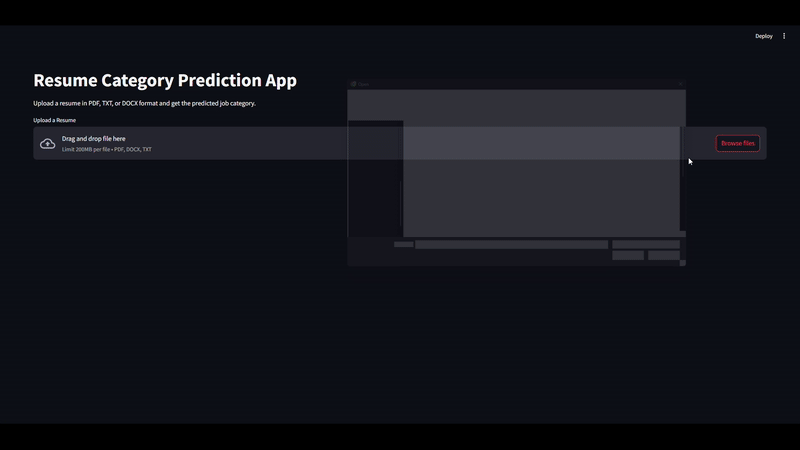 Deploy
Resume Category Prediction App
Upload a resume in PDF, TXT, or DOCX format and get the predicted job category.
Upload a Resume
Drag and drop file here
Limit 200MB per file • PDF, DOCX, TXT
Browse files